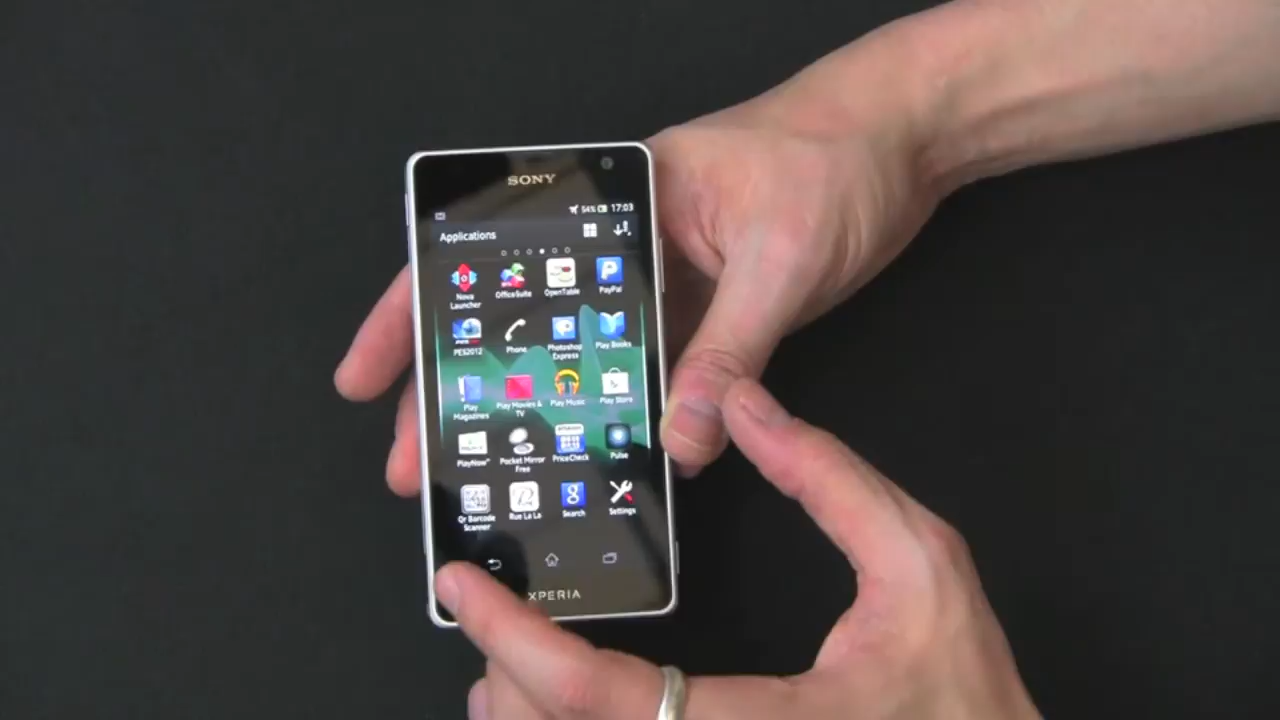 SONY
54% 17:03
Applications
Nova Launcher
OfficeSuite
OpenTable
PayPal
PES2012
Phone
Photoshop Express
Play Books
Play Magazines
Play Movies & TV
Play Music
Play Store
PlayNow™
Pocket Mirror Free
PriceCheck
Pulse
Qr Barcode Scanner
Rue La La
Search
Settings
XPERIA